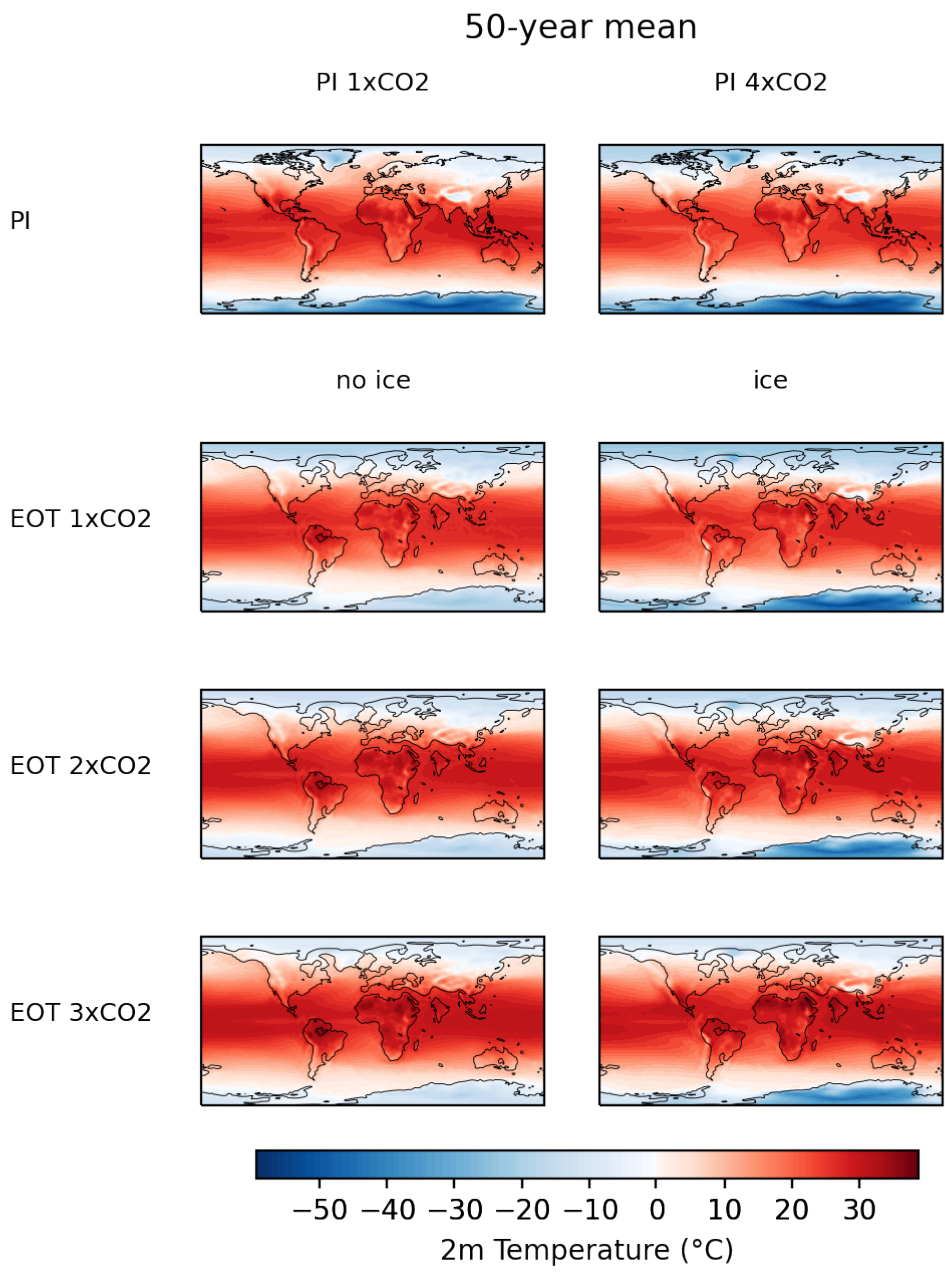 50-year mean
PI 1xCO2 PI 4xCO2
PI
no ice ice
EOT 1xCO2
EOT 2xCO2
EOT 3xCO2
−50 −40 −30 −20 −10 0 10 20 30
2m Temperature (°C)